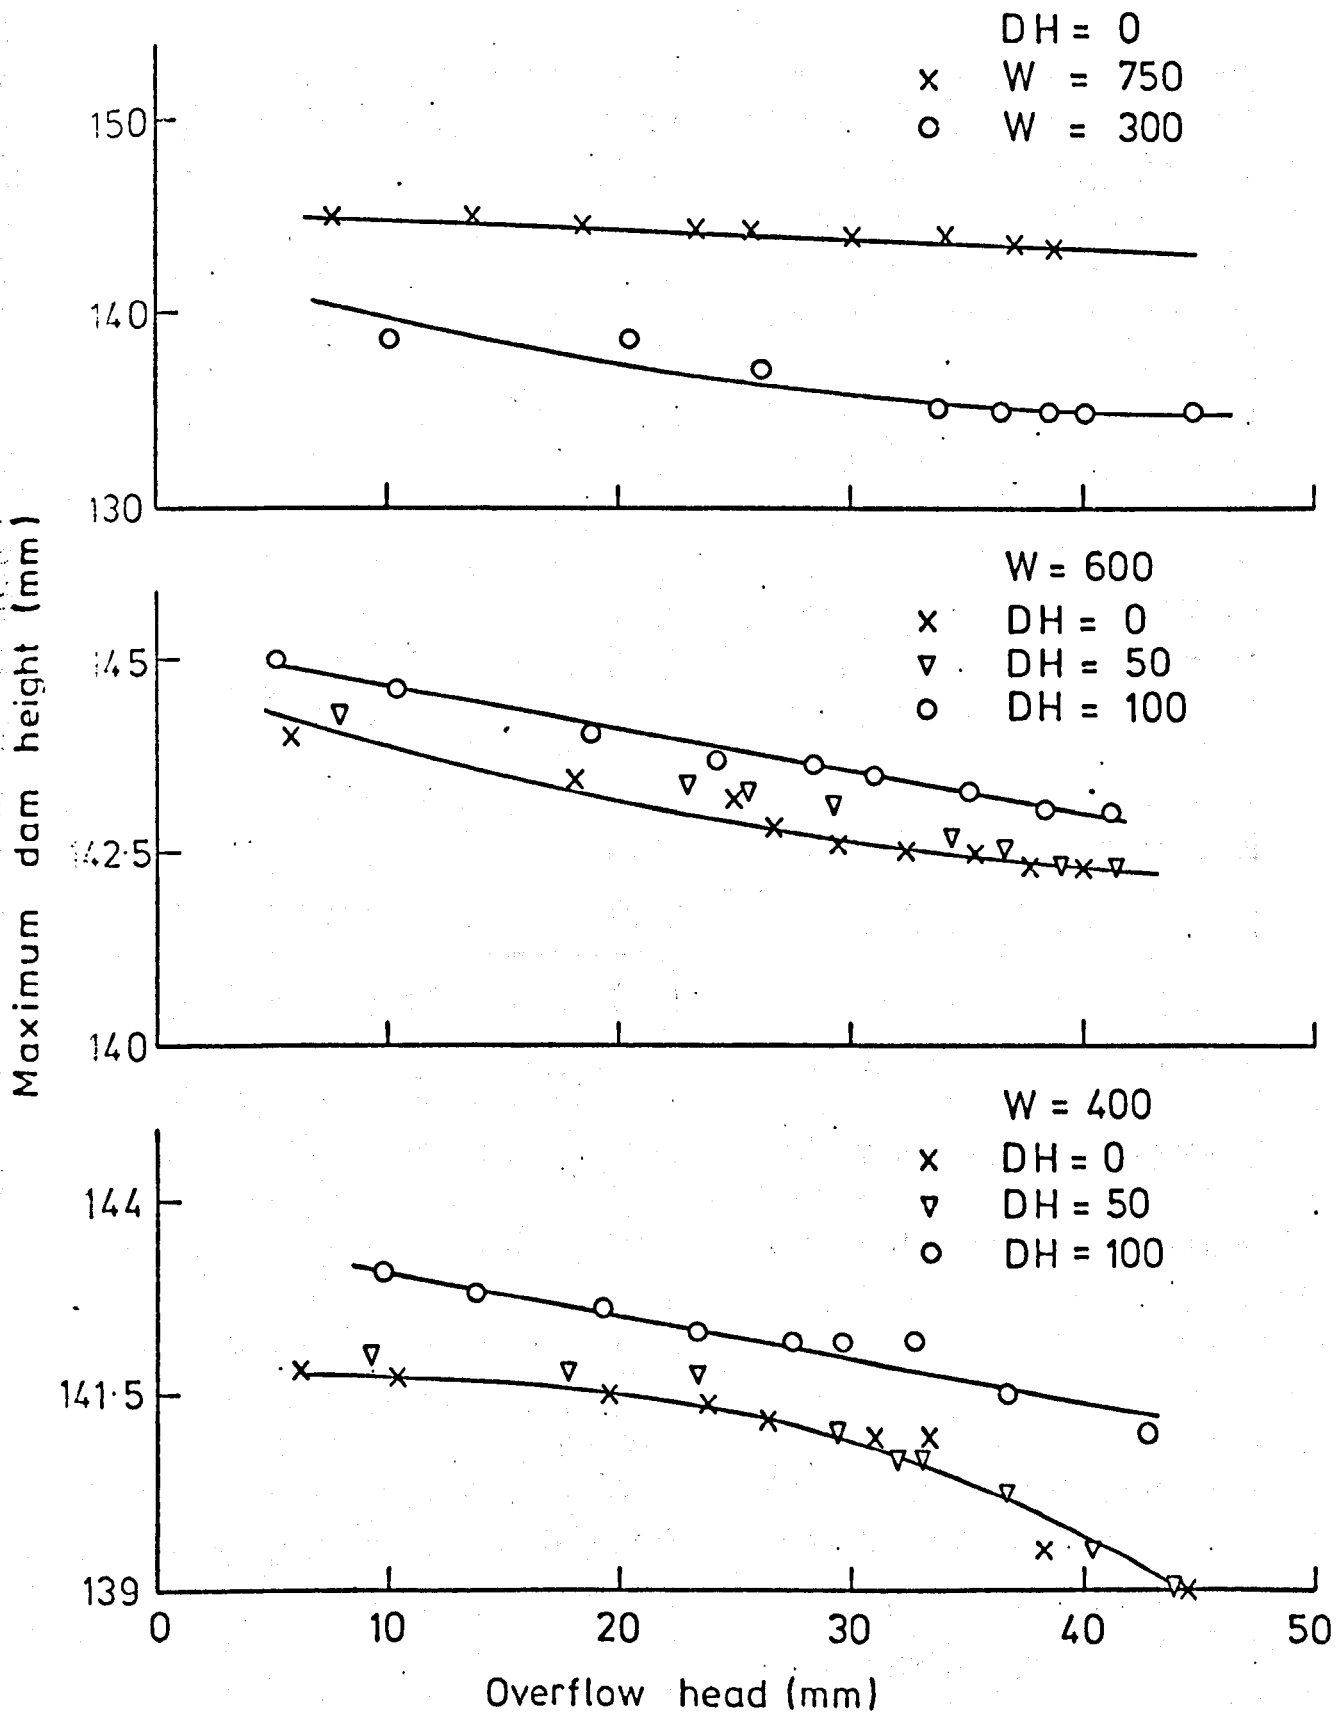 DH = 0
x W = 750
o W = 300
150
140
130
W = 600
x DH = 0
▽ DH = 50
o DH = 100
145
142·5
140
W = 400
x DH = 0
▽ DH = 50
o DH = 100
144
141·5
139
0 10 20 30 40 50
Overflow head (mm)
Maximum dam height (mm)